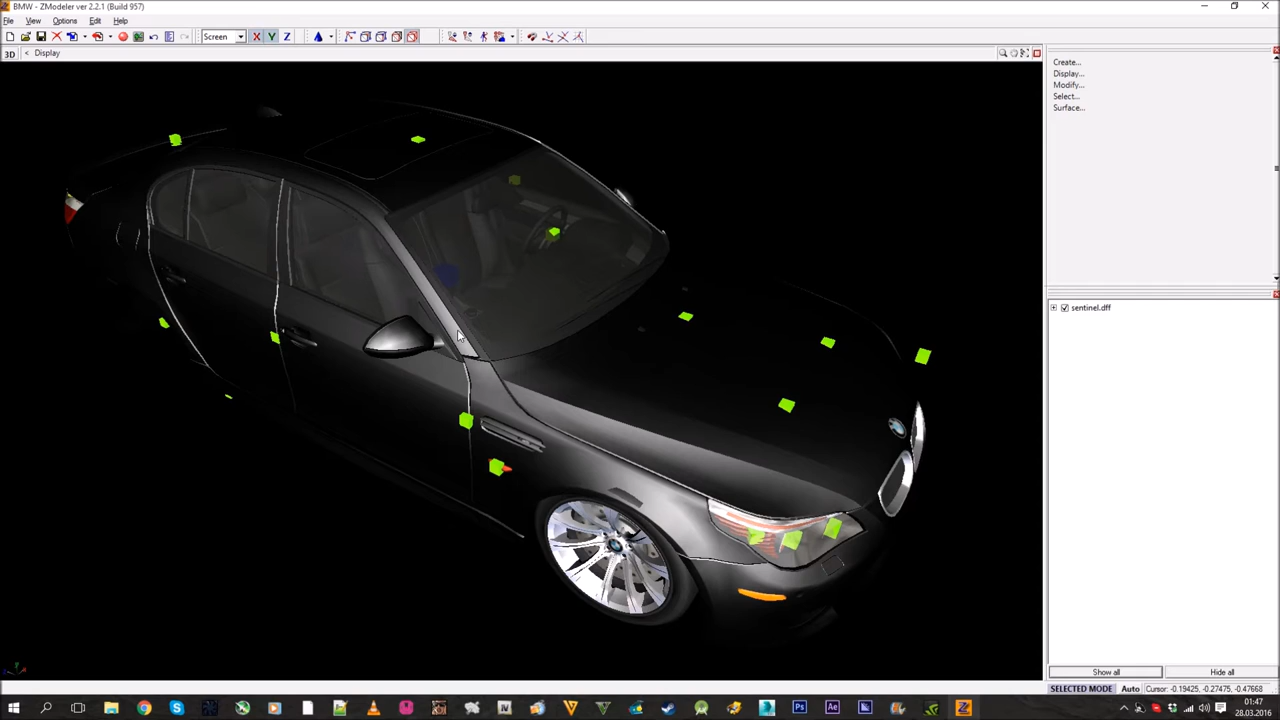 BMW - ZModeler ver 2.2.1 (Build 957)
File View Options Edit Help
Screen X Y Z
3D < Display
Create...
Display...
Modify...
Select...
Surface...
sentinel.dff
Show all Hide all
SELECTED MODE Auto Cursor: -0.19425, -0.27475, -0.47668
01:47
28.03.2016